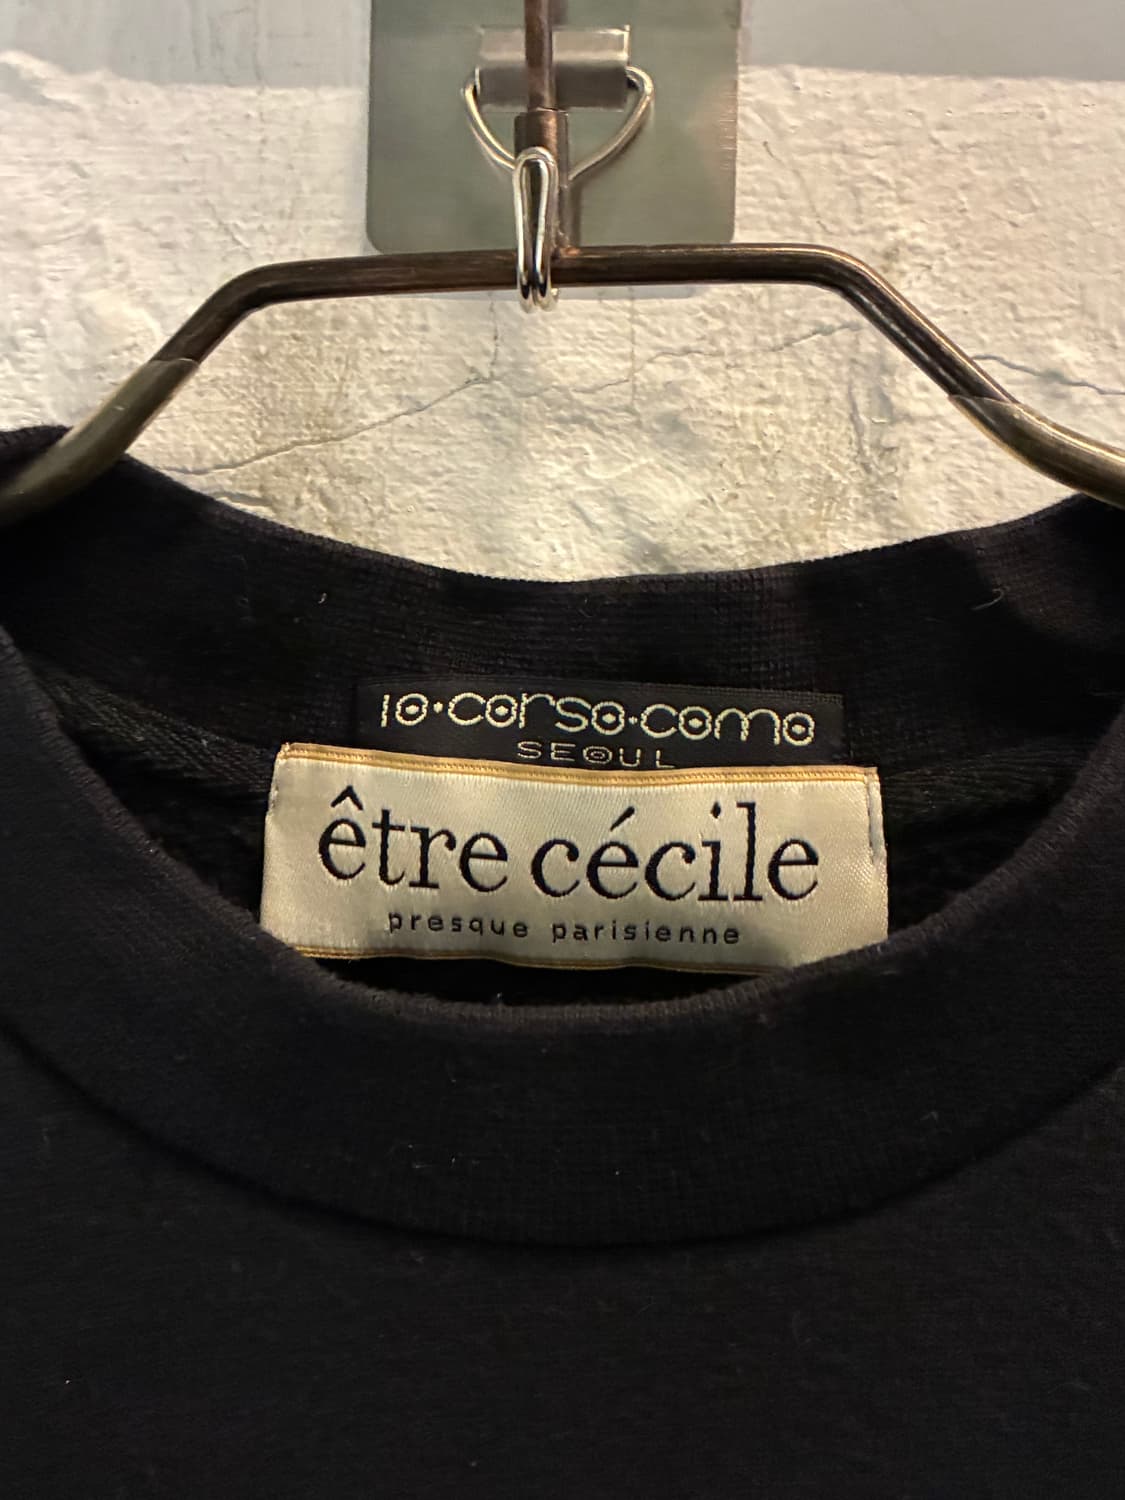 10·corso·como
SEOUL
être cécile
presque parisienne